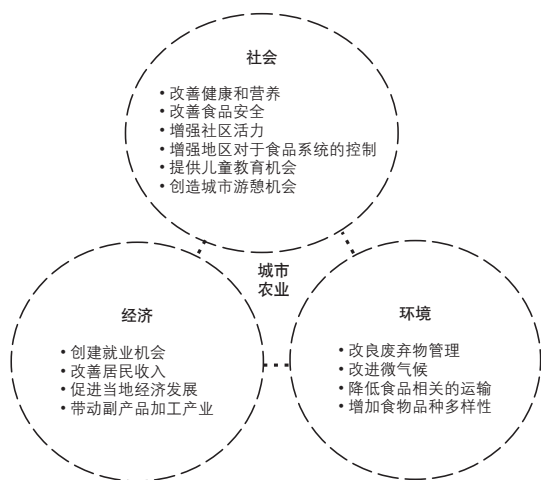 社会
• 改善健康和营养
• 改善食品安全
• 增强社区活力
• 增强地区对于食品系统的控制
• 提供儿童教育机会
• 创造城市游憩机会
城市
农业
经济
• 创建就业机会
• 改善居民收入
• 促进当地经济发展
• 带动副产品加工产业
环境
• 改良废弃物管理
• 改进微气候
• 降低食品相关的运输
• 增加食物品种多样性